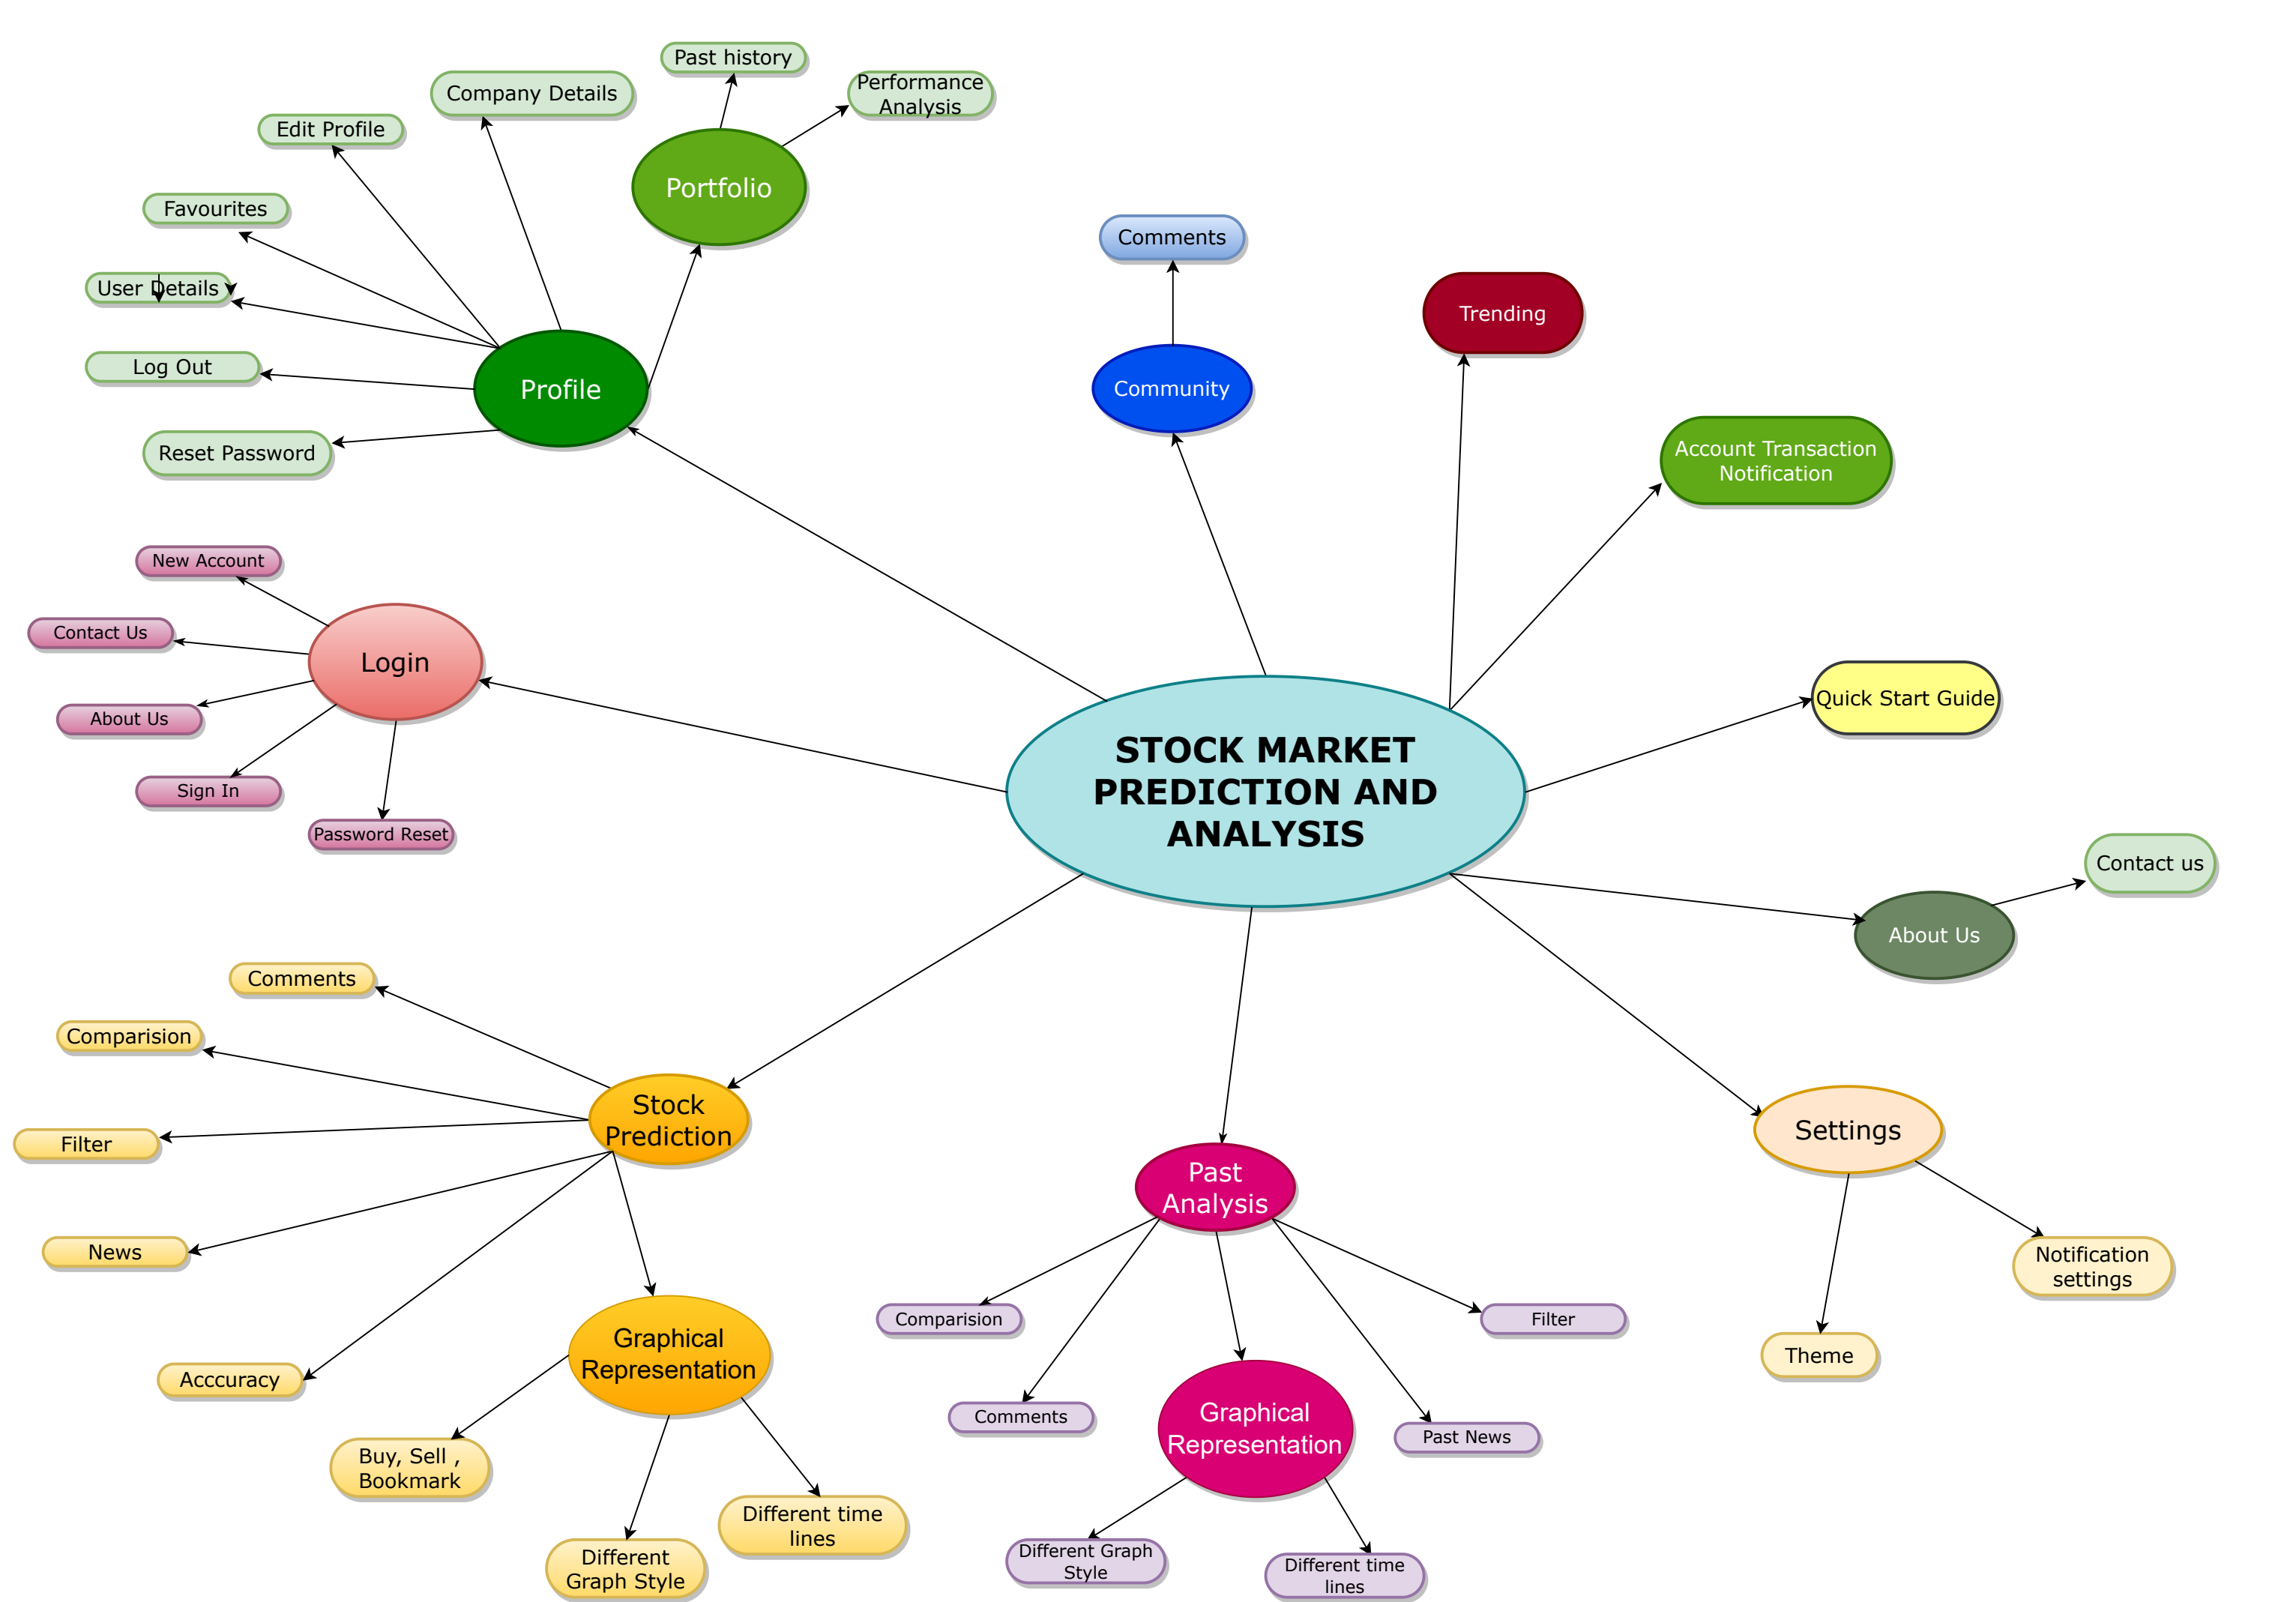 Past history
Performance
Analysis
Company Details
Edit Profile
Portfolio
Favourites
Comments
User Details
Trending
Log Out
Profile
Community
Reset Password
Account Transaction
Notification
New Account
Contact Us
Login
About Us
Sign In
Password Reset
Quick Start Guide
STOCK MARKET
PREDICTION AND
ANALYSIS
Contact us
About Us
Comments
Comparision
Stock
Prediction
Filter
News
Acccuracy
Graphical
Representation
Buy, Sell ,
Bookmark
Different time
lines
Different
Graph Style
Past
Analysis
Comparision
Filter
Comments
Graphical
Representation
Past News
Different Graph
Style
Different time
lines
Settings
Notification
settings
Theme